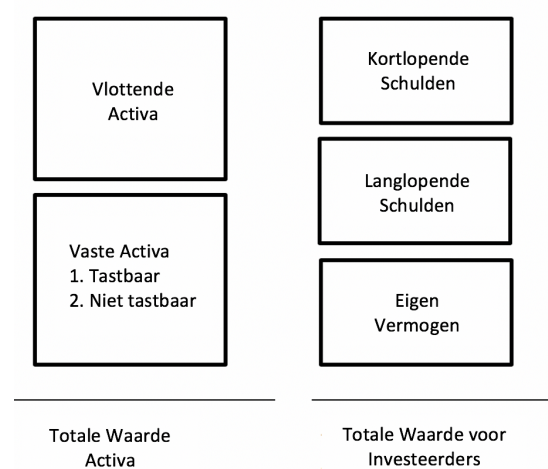 Vlottende
Activa
Vaste Activa
1. Tastbaar
2. Niet tastbaar
Totale Waarde
Activa
Kortlopende
Schulden
Langlopende
Schulden
Eigen
Vermogen
Totale Waarde voor
Investeerders